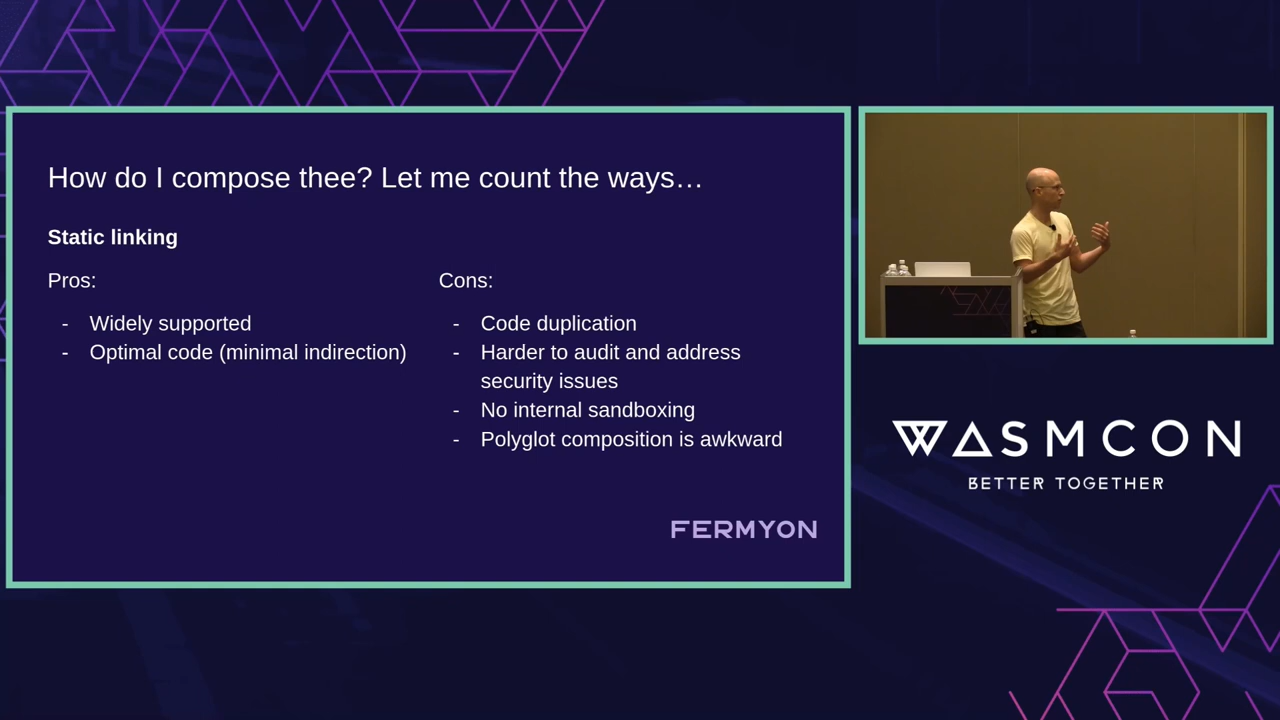 How do I compose thee? Let me count the ways…
Static linking
Pros:
- Widely supported
- Optimal code (minimal indirection)
Cons:
- Code duplication
- Harder to audit and address
security issues
- No internal sandboxing
- Polyglot composition is awkward
FERMYON
WASMCON
BETTER TOGETHER